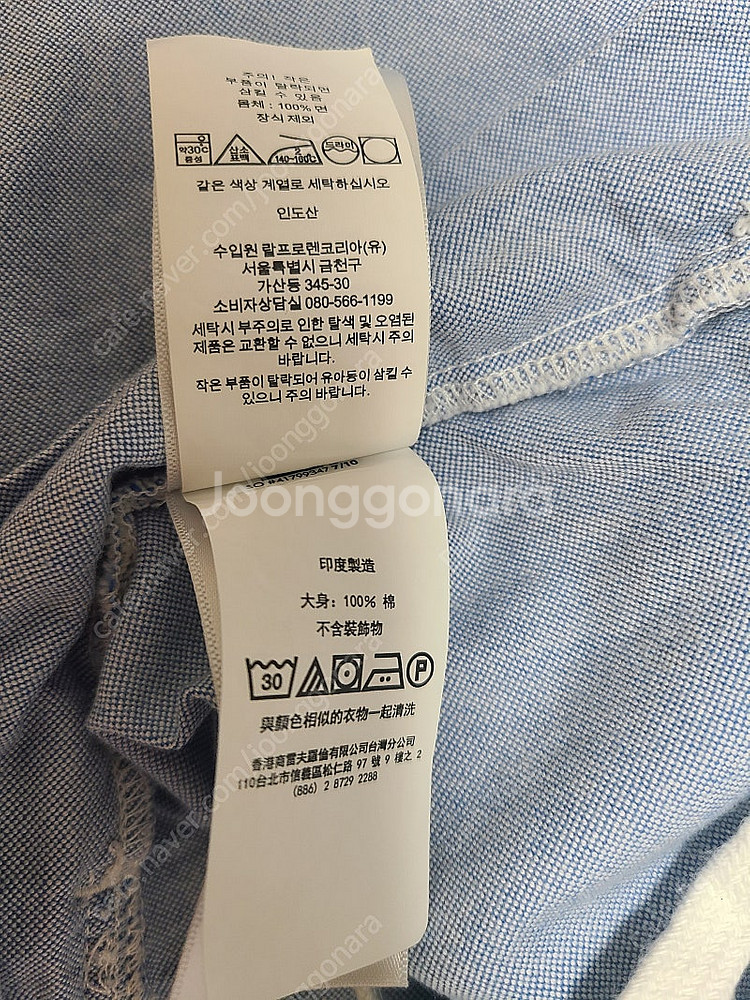 주의! 작은
부품이 탈락되면
삼킬 수 있음
몸체 : 100% 면
장식 제외
약30˚C 중성
산소 표백
2 140~160˚C
드라이
같은 색상 계열로 세탁하십시오
인도산
수입원 랄프로렌코리아(유)
서울특별시 금천구
가산동 345-30
소비자상담실 080-566-1199
세탁시 부주의로 인한 탈색 및 오염된
제품은 교환할 수 없으니 세탁시 주의
바랍니다.
작은 부품이 탈락되어 유아동이 삼킬 수
있으니 주의 바랍니다.
Joonggonara
印度製造
大身: 100% 棉
不含裝飾物
30
P
與顏色相似的衣物一起清洗
香港商雷夫羅倫有限公司台灣分公司
110台北市信義區松仁路 97 號 9 樓之 2
(886) 2 8729 2288